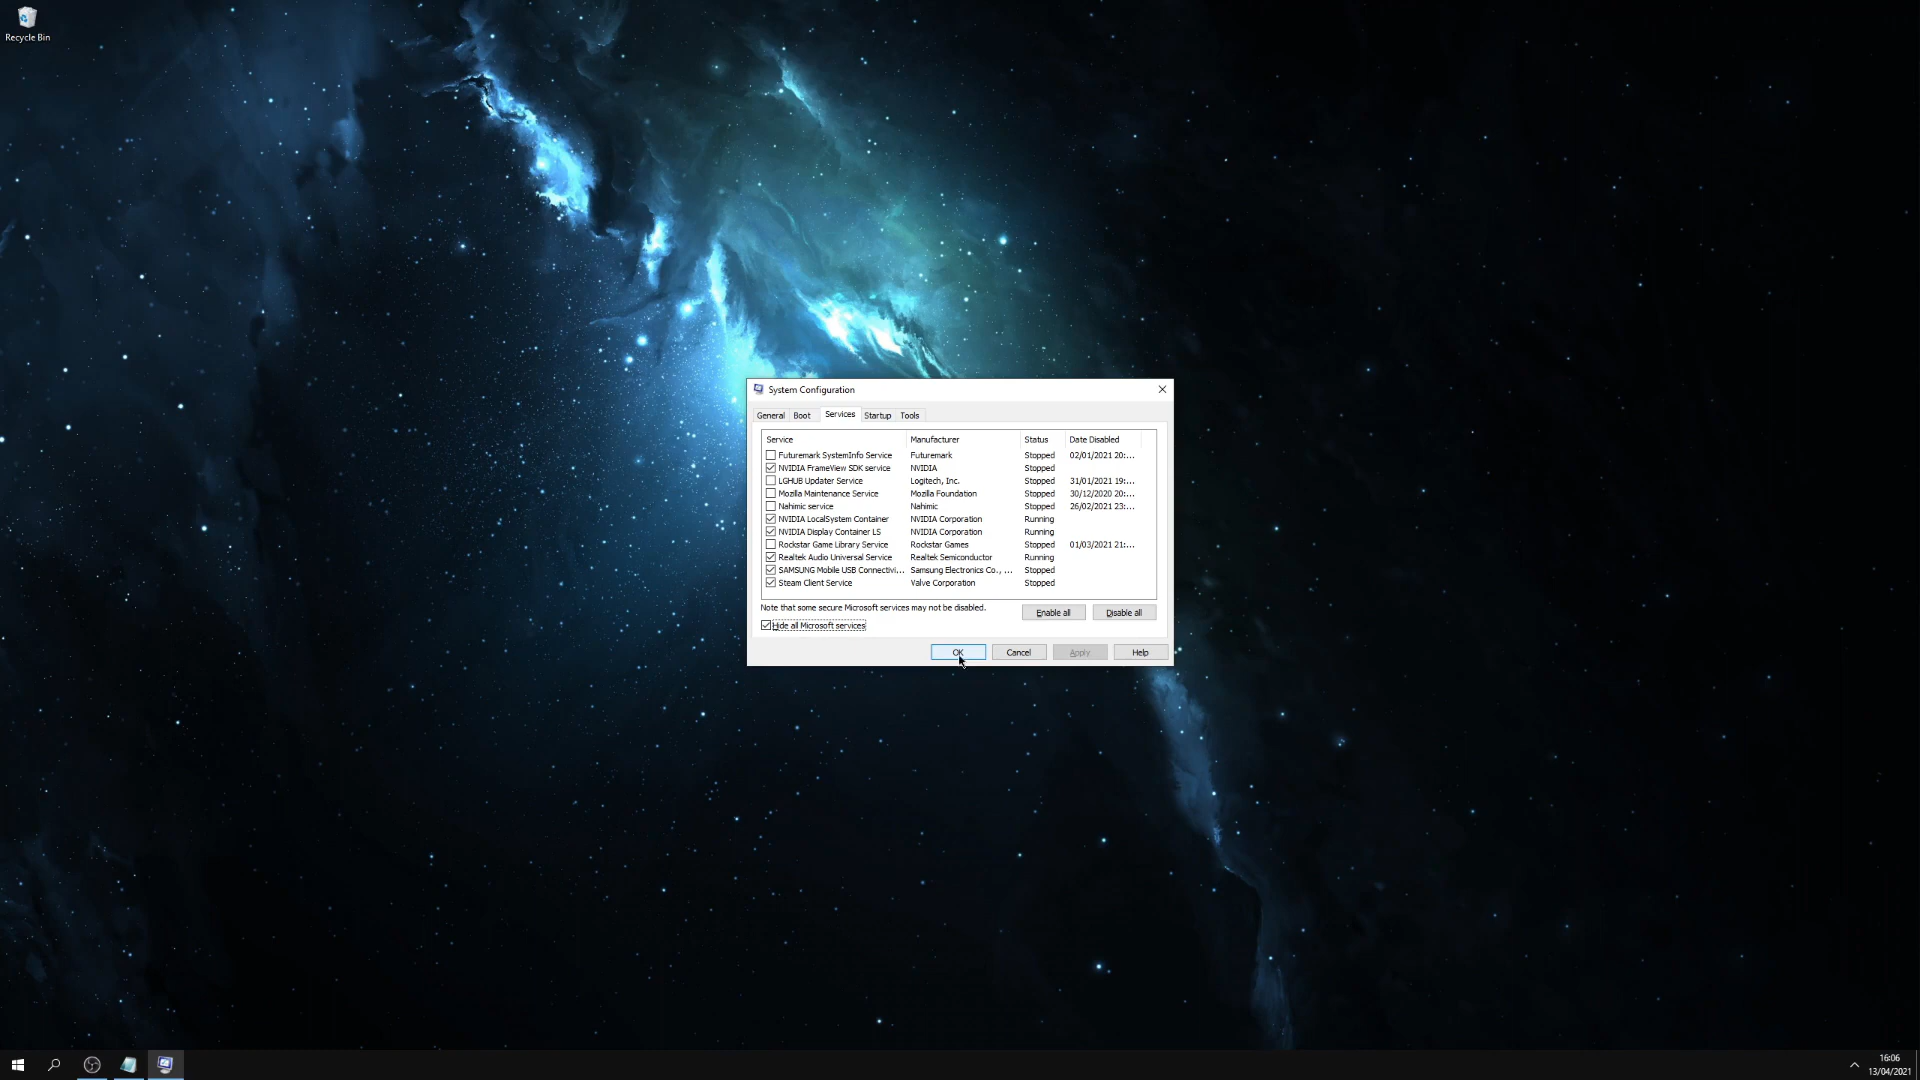 Recycle Bin
System Configuration
General Boot Services Startup Tools
Service Manufacturer Status Date Disabled
Futuremark SystemInfo Service Futuremark Stopped 02/01/2021 20:...
NVIDIA FrameView SDK service NVIDIA Stopped
LGHUB Updater Service Logitech, Inc. Stopped 31/01/2021 19:...
Mozilla Maintenance Service Mozilla Foundation Stopped 30/12/2020 20:...
Nahimic service Nahimic Stopped 26/02/2021 23:...
NVIDIA LocalSystem Container NVIDIA Corporation Running
NVIDIA Display Container LS NVIDIA Corporation Running
Rockstar Game Library Service Rockstar Games Stopped 01/03/2021 21:...
Realtek Audio Universal Service Realtek Semiconductor Running
SAMSUNG Mobile USB Connectivi... Samsung Electronics Co., ... Stopped
Steam Client Service Valve Corporation Stopped
Note that some secure Microsoft services may not be disabled.
Enable all Disable all
Hide all Microsoft services
OK Cancel Apply Help
16:06
13/04/2021